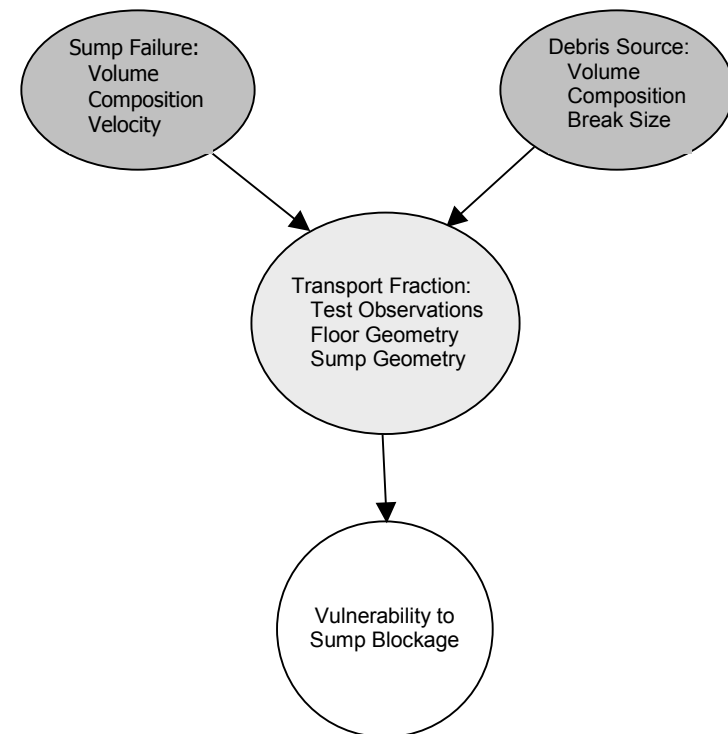 Sump Failure:
Volume
Composition
Velocity
Debris Source:
Volume
Composition
Break Size
Transport Fraction:
Test Observations
Floor Geometry
Sump Geometry
Vulnerability to
Sump Blockage